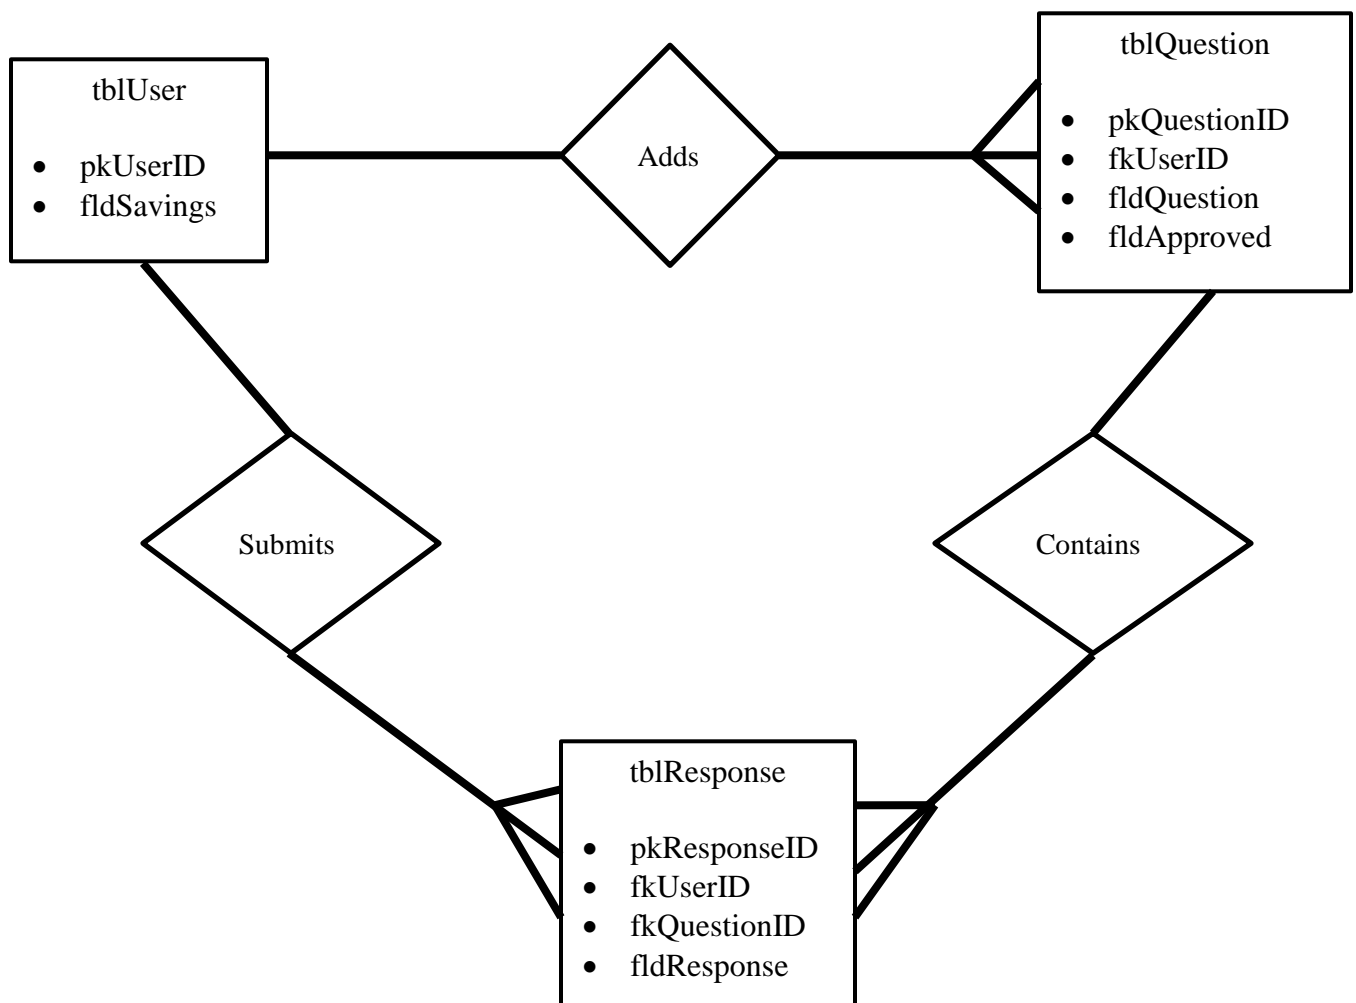 tblUser
• pkUserID
• fldSavings
Adds
tblQuestion
• pkQuestionID
• fkUserID
• fldQuestion
• fldApproved
Submits
Contains
tblResponse
• pkResponseID
• fkUserID
• fkQuestionID
• fldResponse